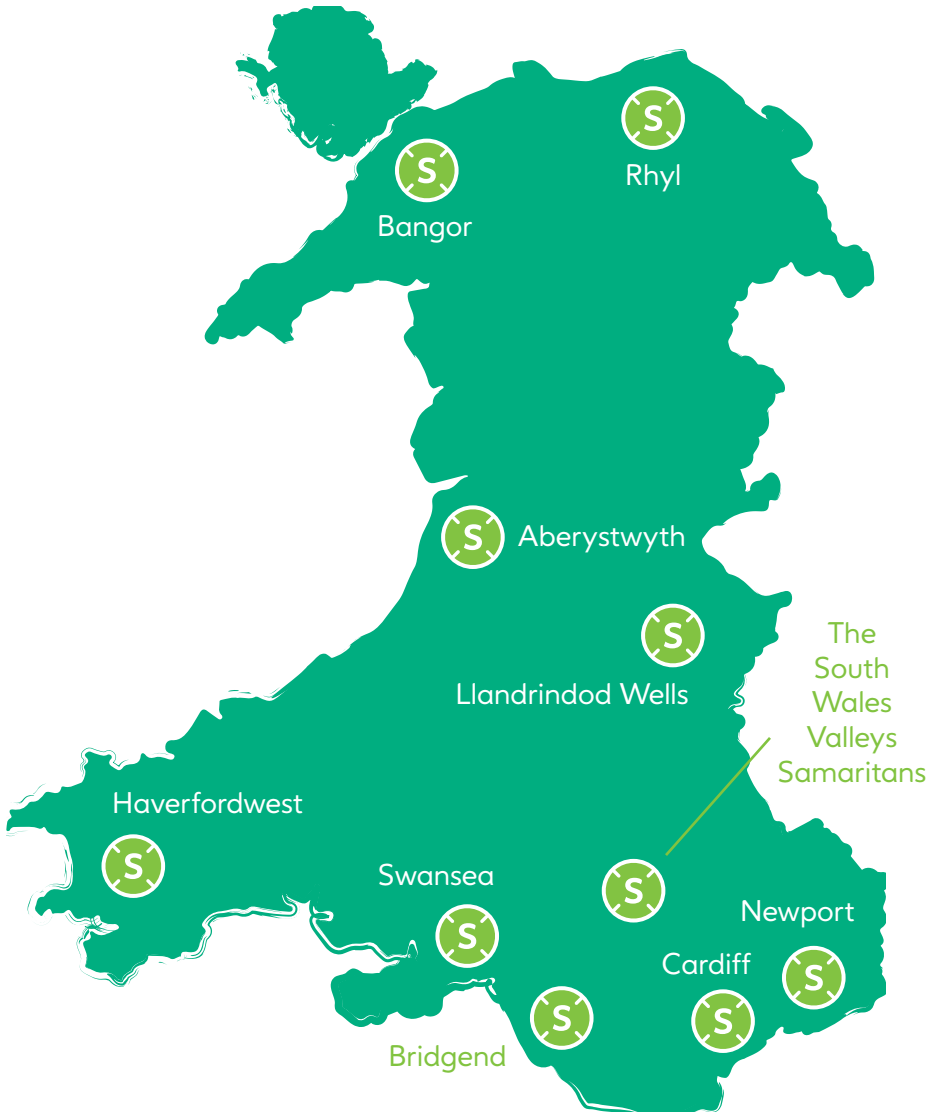 S
Rhyl
S
Bangor
S
Aberystwyth
S
Llandrindod Wells
The
South
Wales
Valleys
Samaritans
Haverfordwest
S
Swansea
S
S
Newport
S
Cardiff
S
S
Bridgend